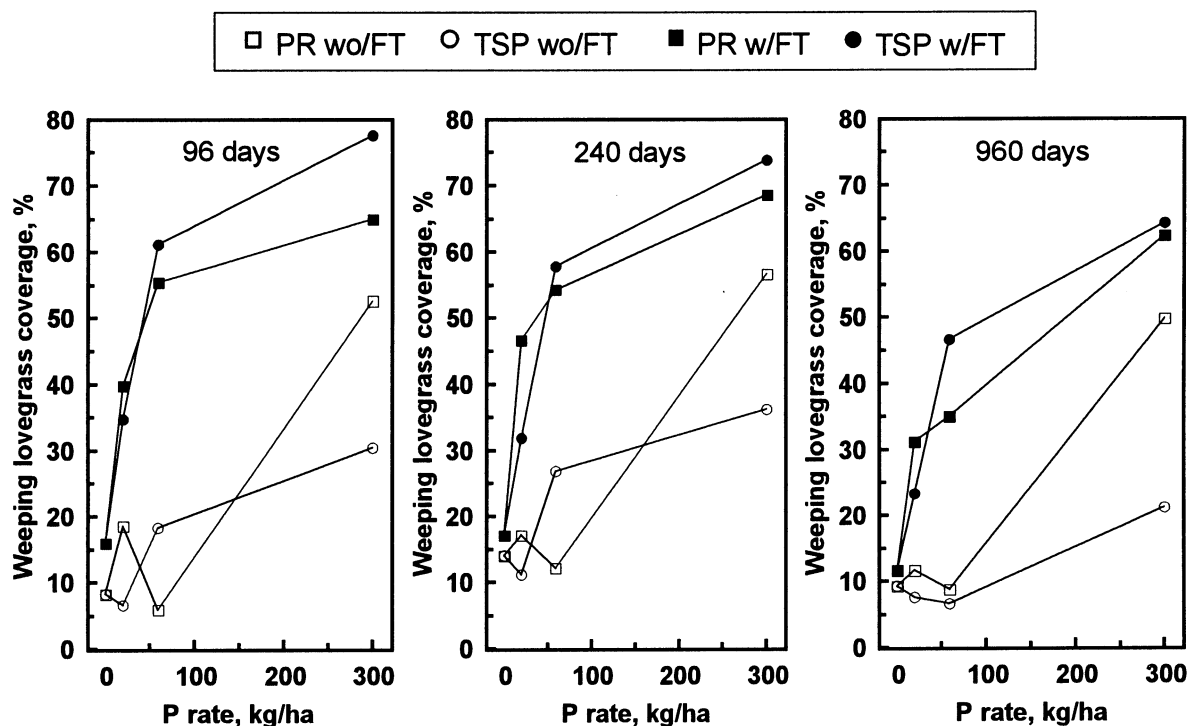 PR wo/FT TSP wo/FT PR w/FT TSP w/FT
96 days
Weeping lovegrass coverage, %
80
70
60
50
40
30
20
10
0
0 100 200 300
P rate, kg/ha
240 days
Weeping lovegrass coverage, %
80
70
60
50
40
30
20
10
0
0 100 200 300
P rate, kg/ha
960 days
Weeping lovegrass coverage, %
80
70
60
50
40
30
20
10
0
0 100 200 300
P rate, kg/ha